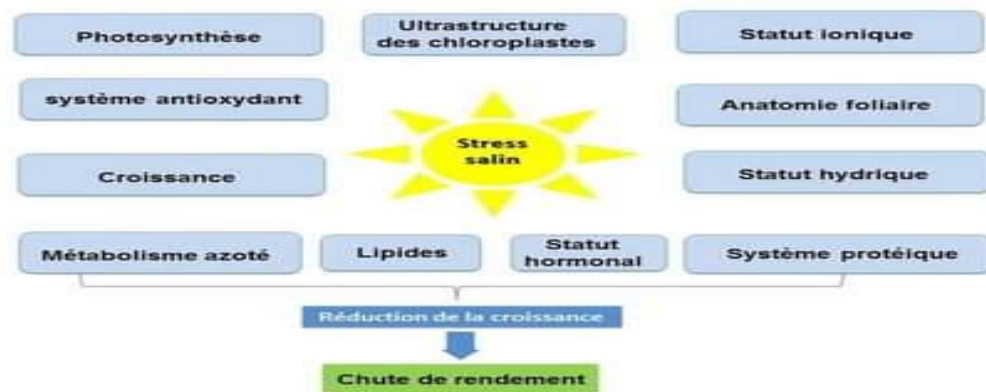 Photosynthèse
Ultrastructure
des chloroplastes
Statut ionique
système antioxydant
Anatomie foliaire
Stress
salin
Croissance
Statut hydrique
Métabolisme azoté
Lipides
Statut
hormonal
Système protéique
Réduction de la croissance
Chute de rendement